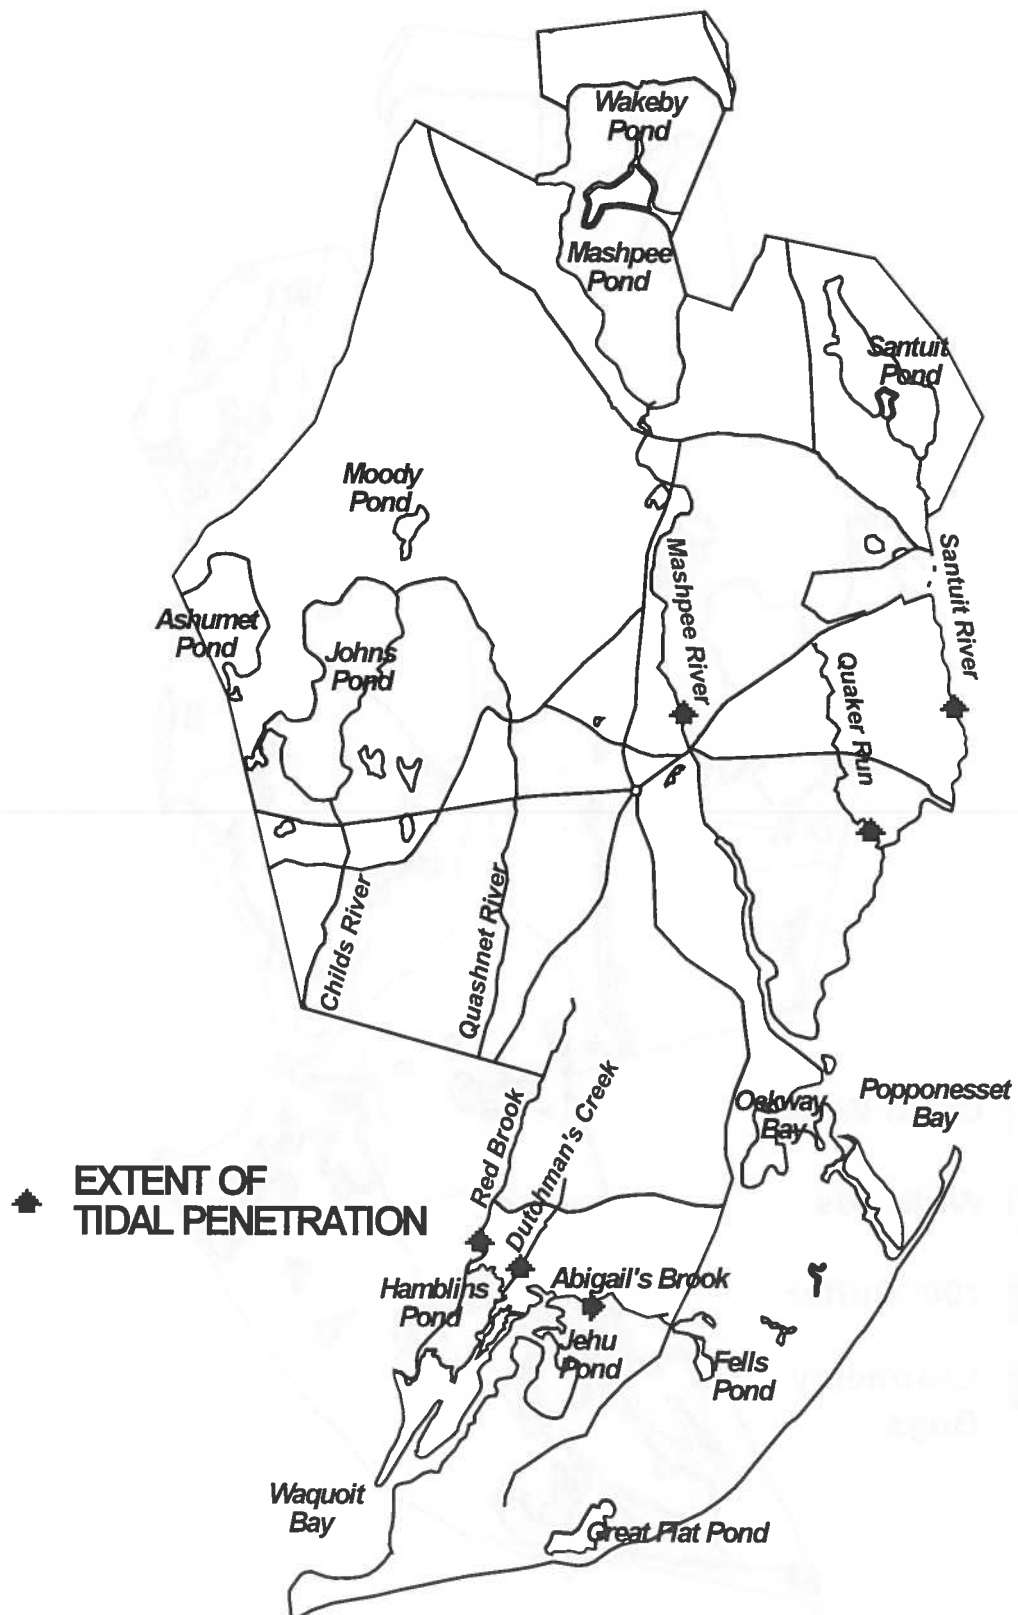 Wakeby
Pond
Mashpee
Pond
Santuit
Pond
Moody
Pond
Ashumet
Pond
Johns
Pond
Mashpee River
Santuit River
Quaker Run
Childs River
Quashnet River
Red Brook
Dutchman's Creek
Oakway
Bay
Popponesset
Bay
EXTENT OF
TIDAL PENETRATION
Hamblins
Pond
Abigail's Brook
Jehu
Pond
Fells
Pond
Waquoit
Bay
Great Flat Pond